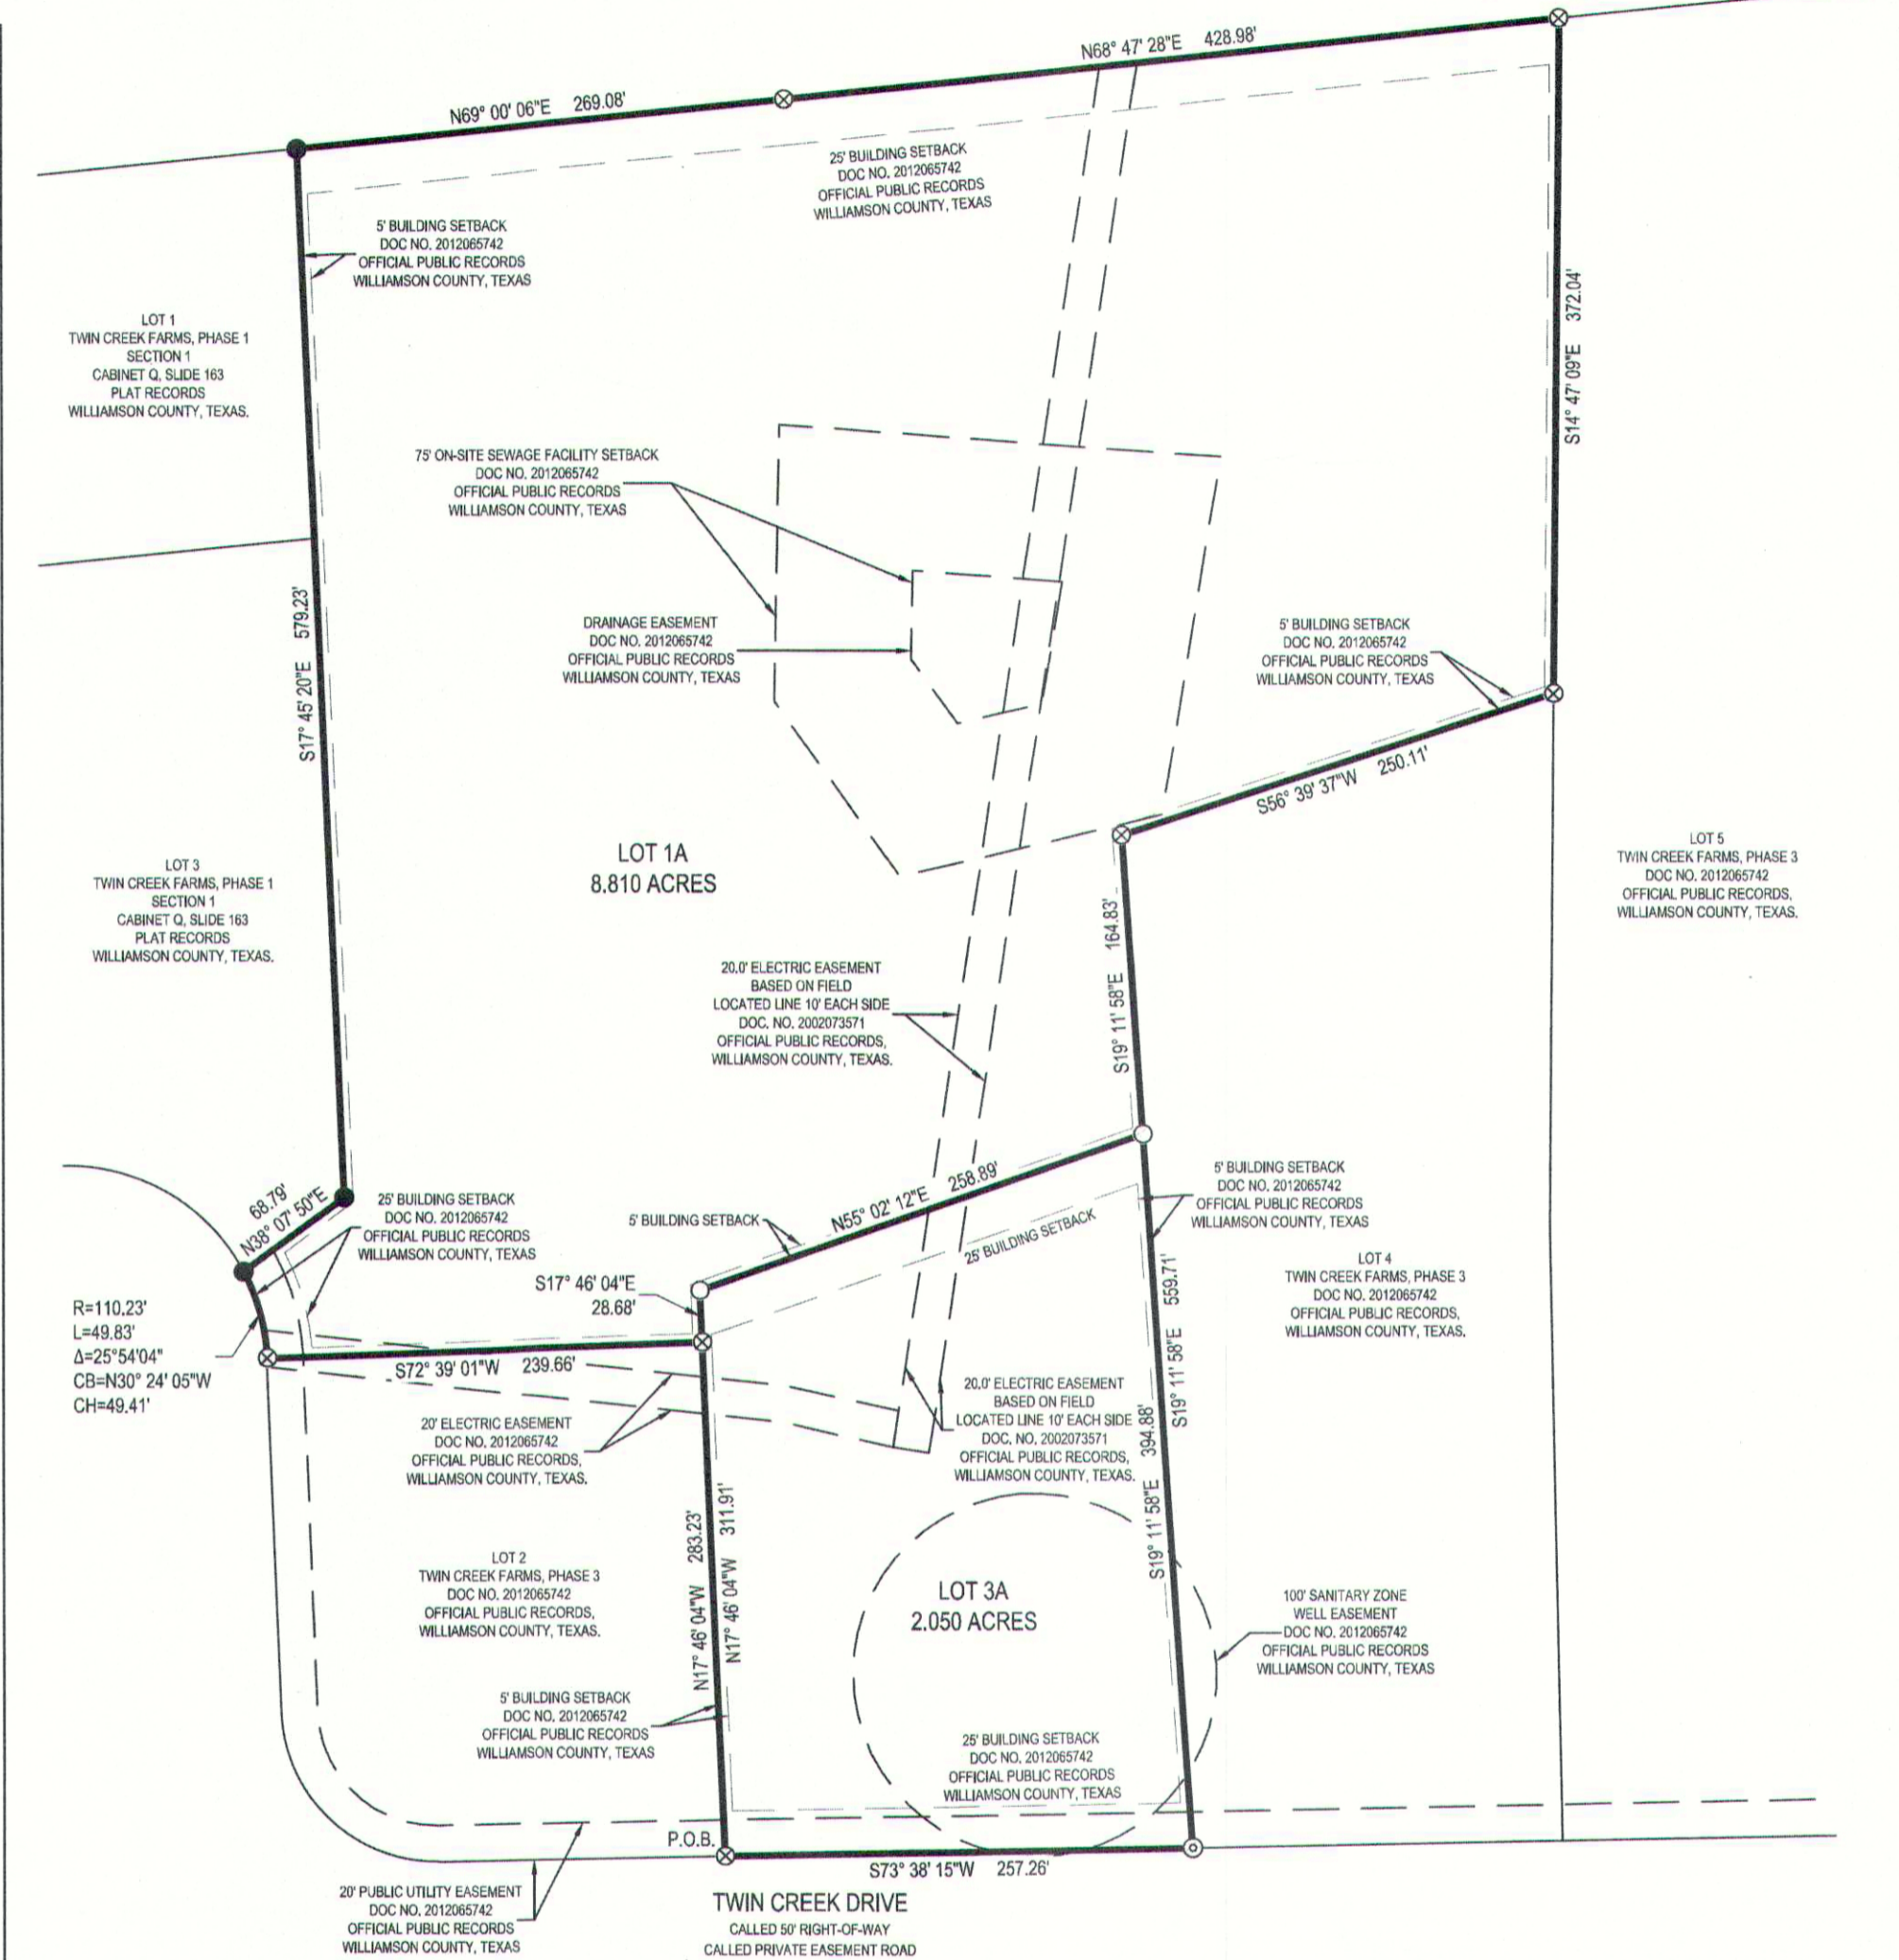 N68° 47' 28"E 428.98'
N69° 00' 06"E 269.08'
25' BUILDING SETBACK
DOC NO. 2012065742
OFFICIAL PUBLIC RECORDS
WILLIAMSON COUNTY, TEXAS
5' BUILDING SETBACK
DOC NO. 2012065742
OFFICIAL PUBLIC RECORDS
WILLIAMSON COUNTY, TEXAS
LOT 1
TWIN CREEK FARMS, PHASE 1
SECTION 1
CABINET Q, SLIDE 163
PLAT RECORDS
WILLIAMSON COUNTY, TEXAS.
S14° 47' 09"E 372.04'
75' ON-SITE SEWAGE FACILITY SETBACK
DOC NO. 2012065742
OFFICIAL PUBLIC RECORDS
WILLIAMSON COUNTY, TEXAS
S17° 45' 20"E 579.23'
DRAINAGE EASEMENT
DOC NO. 2012065742
OFFICIAL PUBLIC RECORDS
WILLIAMSON COUNTY, TEXAS
5' BUILDING SETBACK
DOC NO. 2012065742
OFFICIAL PUBLIC RECORDS
WILLIAMSON COUNTY, TEXAS
S56° 39' 37"W 250.11'
LOT 1A
8.810 ACRES
LOT 3
TWIN CREEK FARMS, PHASE 1
SECTION 1
CABINET Q, SLIDE 163
PLAT RECORDS
WILLIAMSON COUNTY, TEXAS.
LOT 5
TWIN CREEK FARMS, PHASE 3
DOC NO. 2012065742
OFFICIAL PUBLIC RECORDS,
WILLIAMSON COUNTY, TEXAS.
S19° 11' 58"E 164.83'
20.0' ELECTRIC EASEMENT
BASED ON FIELD
LOCATED LINE 10' EACH SIDE
DOC. NO. 2002073571
OFFICIAL PUBLIC RECORDS,
WILLIAMSON COUNTY, TEXAS.
68.79'
N38° 07' 50"E
25' BUILDING SETBACK
DOC NO. 2012065742
OFFICIAL PUBLIC RECORDS
WILLIAMSON COUNTY, TEXAS
5' BUILDING SETBACK
N55° 02' 12"E 258.89'
25' BUILDING SETBACK
5' BUILDING SETBACK
DOC NO. 2012065742
OFFICIAL PUBLIC RECORDS
WILLIAMSON COUNTY, TEXAS
S17° 46' 04"E
28.68'
R=110.23'
L=49.83'
Δ=25°54'04"
CB=N30° 24' 05"W
CH=49.41'
LOT 4
TWIN CREEK FARMS, PHASE 3
DOC NO. 2012065742
OFFICIAL PUBLIC RECORDS,
WILLIAMSON COUNTY, TEXAS.
S72° 39' 01"W 239.66'
S19° 11' 58"E 559.71'
S19° 11' 58"E 394.88'
20' ELECTRIC EASEMENT
DOC NO. 2012065742
OFFICIAL PUBLIC RECORDS,
WILLIAMSON COUNTY, TEXAS.
20.0' ELECTRIC EASEMENT
BASED ON FIELD
LOCATED LINE 10' EACH SIDE
DOC. NO. 2002073571
OFFICIAL PUBLIC RECORDS,
WILLIAMSON COUNTY, TEXAS.
N17° 46' 04"W 283.23'
N17° 46' 04"W 311.91'
LOT 2
TWIN CREEK FARMS, PHASE 3
DOC NO. 2012065742
OFFICIAL PUBLIC RECORDS,
WILLIAMSON COUNTY, TEXAS.
LOT 3A
2.050 ACRES
100' SANITARY ZONE
WELL EASEMENT
DOC NO. 2012065742
OFFICIAL PUBLIC RECORDS
WILLIAMSON COUNTY, TEXAS
5' BUILDING SETBACK
DOC NO. 2012065742
OFFICIAL PUBLIC RECORDS
WILLIAMSON COUNTY, TEXAS
25' BUILDING SETBACK
DOC NO. 2012065742
OFFICIAL PUBLIC RECORDS
WILLIAMSON COUNTY, TEXAS
P.O.B.
S73° 38' 15"W 257.26'
20' PUBLIC UTILITY EASEMENT
DOC NO. 2012065742
OFFICIAL PUBLIC RECORDS
WILLIAMSON COUNTY, TEXAS
TWIN CREEK DRIVE
CALLED 50' RIGHT-OF-WAY
CALLED PRIVATE EASEMENT ROAD